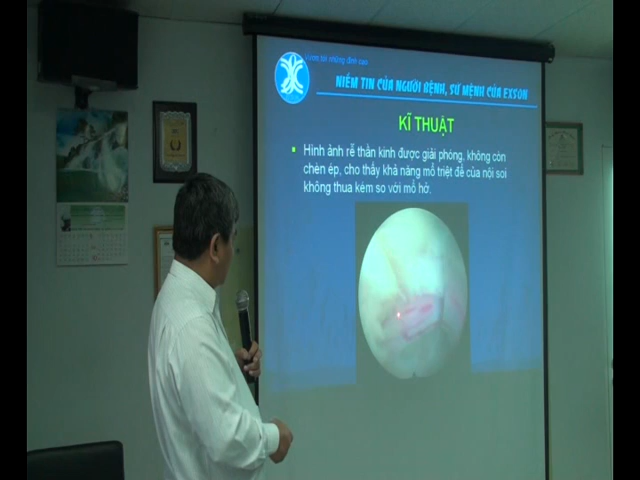 NIỀM TIN CỦA NGƯỜI BỆNH, SỨ MỆNH CỦA EXSON
KĨ THUẬT
Hình ảnh rễ thần kinh được giải phóng, không còn
chèn ép, cho thấy khả năng mổ triệt để của nội soi
không thua kém so với mổ hở.